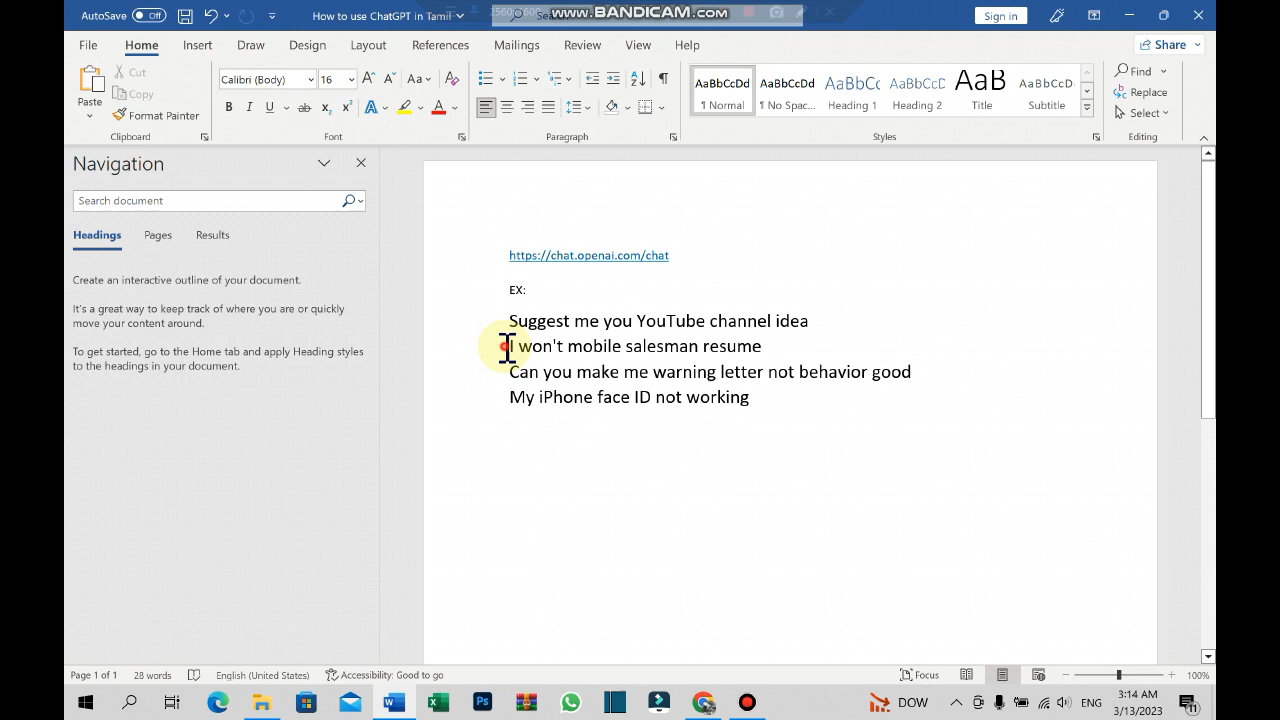 www.BANDICAM.com
AutoSave Off How to use ChatGPT in Tamil Sign in
File Home Insert Draw Design Layout References Mailings Review View Help Share
Paste Cut Copy Format Painter
Calibri (Body) 16 Aa
B I U ab x₂ x² A A
AaBbCcDd AaBbCcDd AaBbCc AaBbCcD AaB AaBbCcD
¶ Normal ¶ No Spac... Heading 1 Heading 2 Title Subtitle
Find
Replace
Select
Clipboard Font Paragraph Styles Editing
Navigation
Search document
Headings Pages Results
Create an interactive outline of your document.
It's a great way to keep track of where you are or quickly
move your content around.
To get started, go to the Home tab and apply Heading styles
to the headings in your document.
https://chat.openai.com/chat
EX:
Suggest me you YouTube channel idea
I won't mobile salesman resume
Can you make me warning letter not behavior good
My iPhone face ID not working
Page 1 of 1 28 words English (United States) Accessibility: Good to go Focus 100%
DOW ENG 3:14 AM
3/13/2023